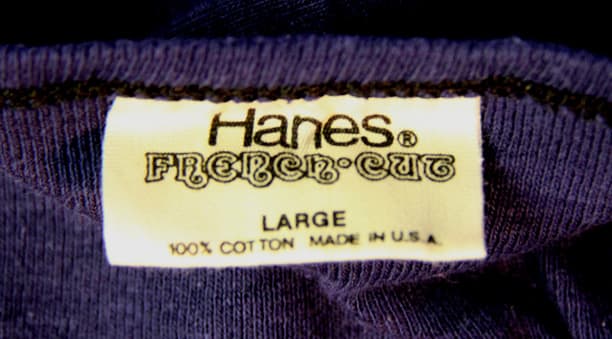 Hanes®
FRENCH·CUT
LARGE
100% COTTON MADE IN U.S.A.